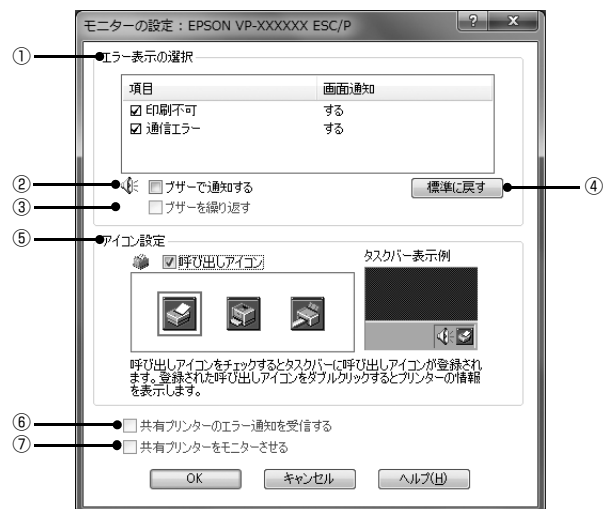 モニターの設定：EPSON VP-XXXXXX ESC/P
? X
① エラー表示の選択
項目 画面通知
印刷不可 する
通信エラー する
② ブザーで通知する
標準に戻す ④
③ ブザーを繰り返す
⑤ アイコン設定
呼び出しアイコン
タスクバー表示例
呼び出しアイコンをチェックするとタスクバーに呼び出しアイコンが登録され
ます。登録された呼び出しアイコンをダブルクリックするとプリンターの情報
を表示します。
⑥ 共有プリンターのエラー通知を受信する
⑦ 共有プリンターをモニターさせる
OK キャンセル ヘルプ(H)